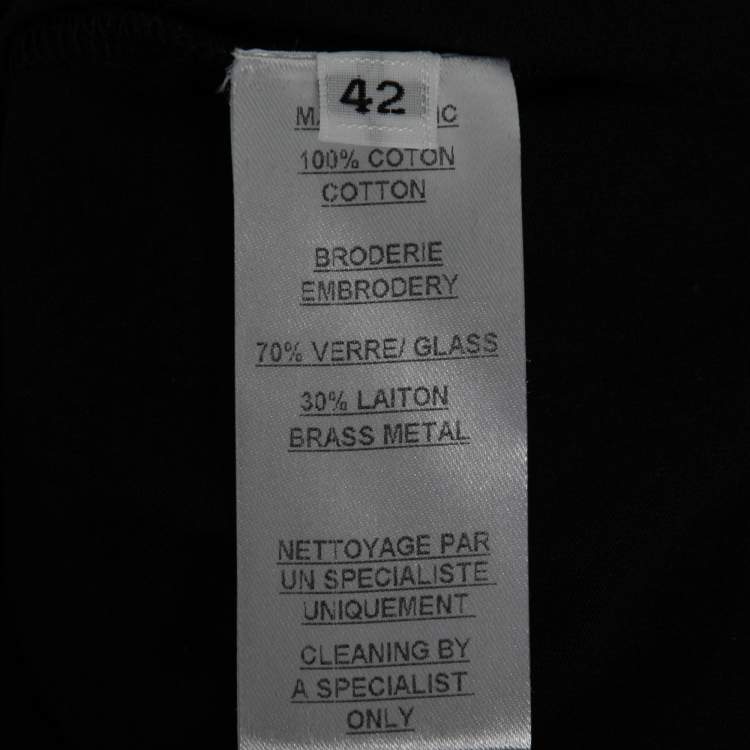 42
100% COTON
COTTON
BRODERIE
EMBRODERY
70% VERRE/ GLASS
30% LAITON
BRASS METAL
NETTOYAGE PAR
UN SPECIALISTE
UNIQUEMENT
CLEANING BY
A SPECIALIST
ONLY